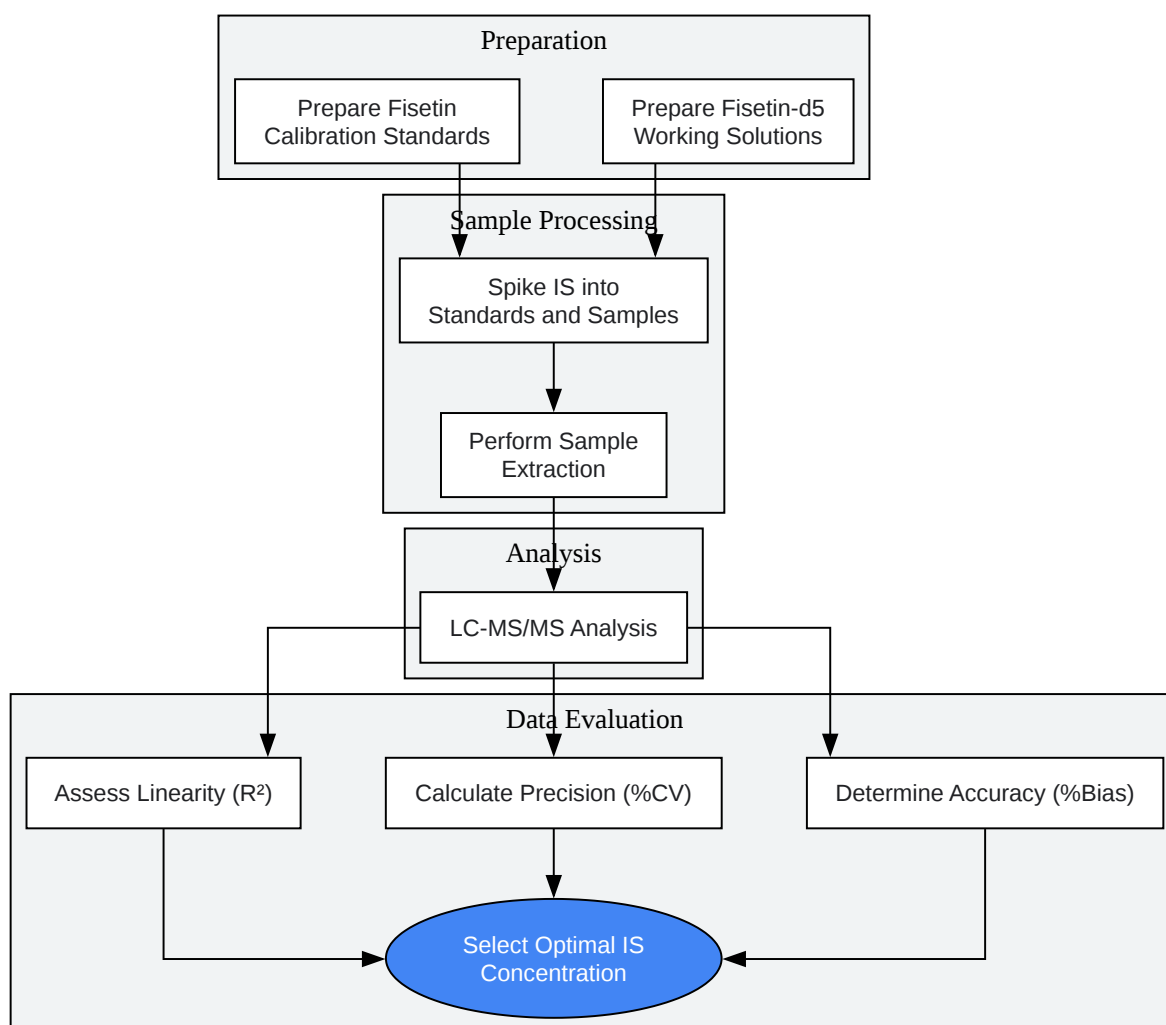 Preparation
Prepare Fisetin
Calibration Standards
Prepare Fisetin-d5
Working Solutions
Sample Processing
Spike IS into
Standards and Samples
Perform Sample
Extraction
Analysis
LC-MS/MS Analysis
Data Evaluation
Assess Linearity (R²)
Calculate Precision (%CV)
Determine Accuracy (%Bias)
Select Optimal IS
Concentration